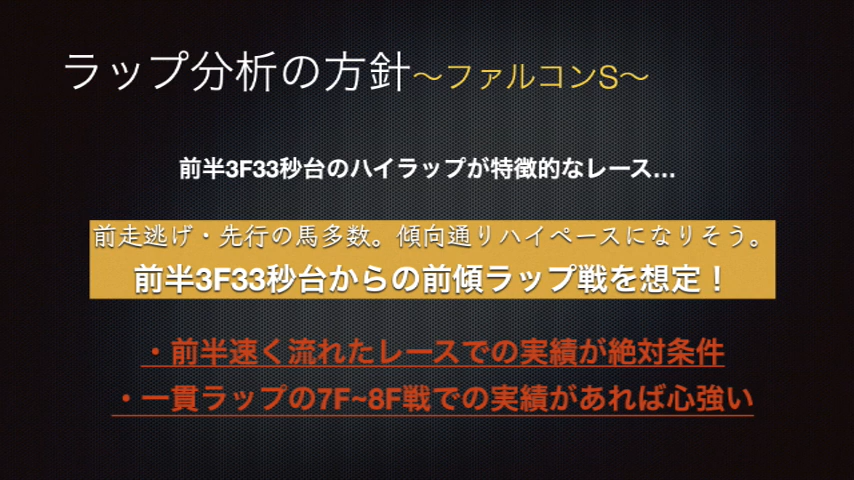 ラップ分析の方針〜ファルコンS〜
前半3F33秒台のハイラップが特徴的なレース…
前走逃げ・先行の馬多数。傾向通りハイペースになりそう。
前半3F33秒台からの前傾ラップ戦を想定！
・前半速く流れたレースでの実績が絶対条件
・一貫ラップの7F~8F戦での実績があれば心強い